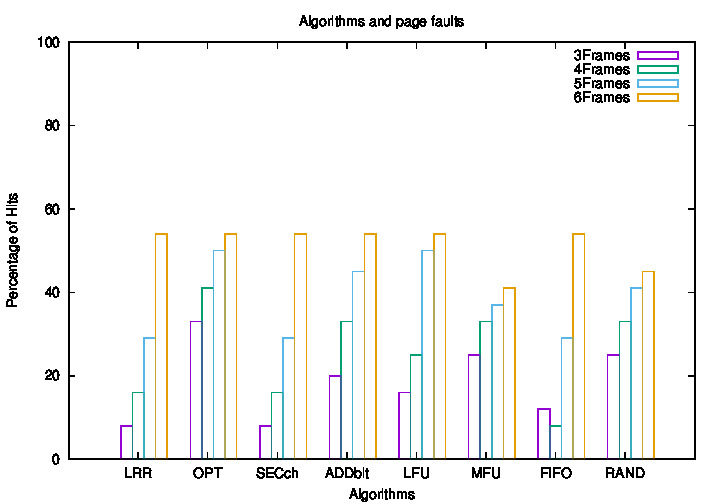 Algorithms and page faults
100
80
60
40
20
0
Percentage of Hits
3Frames
4Frames
5Frames
6Frames
LRR OPT SECch ADDbit LFU MFU FIFO RAND
Algorithms